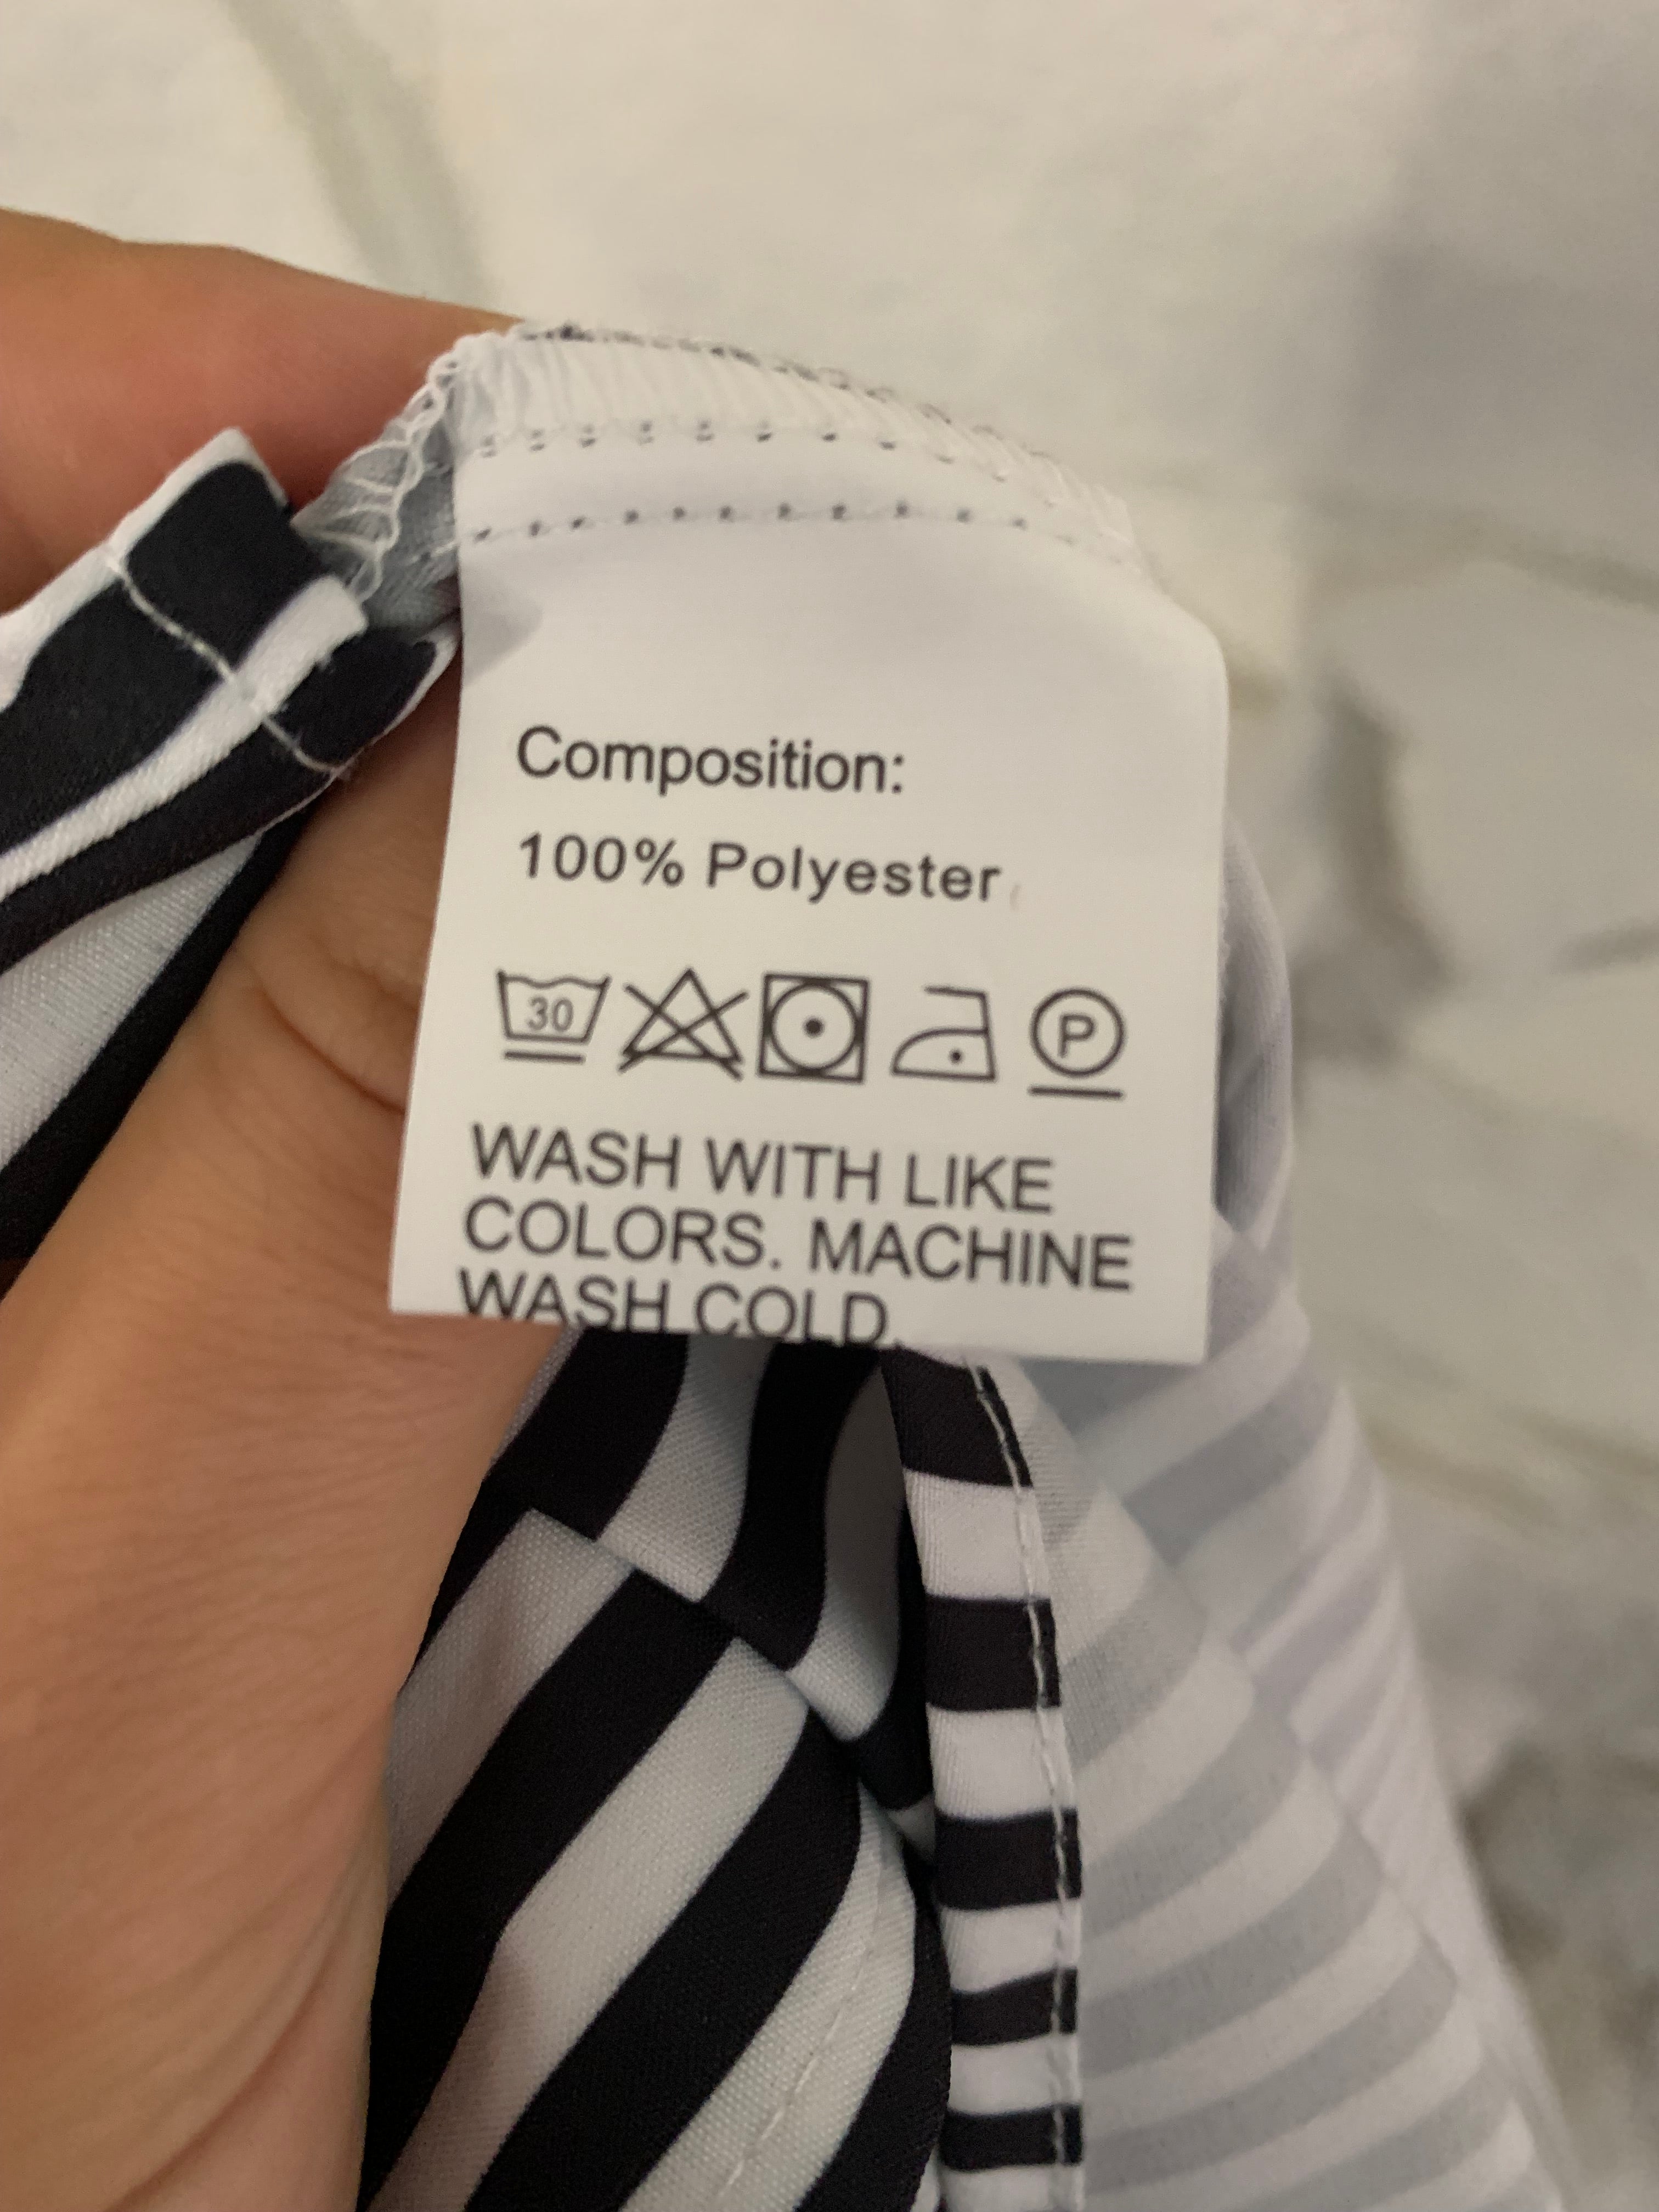 Composition:
100% Polyester
30 P
WASH WITH LIKE
COLORS. MACHINE
WASH COLD.